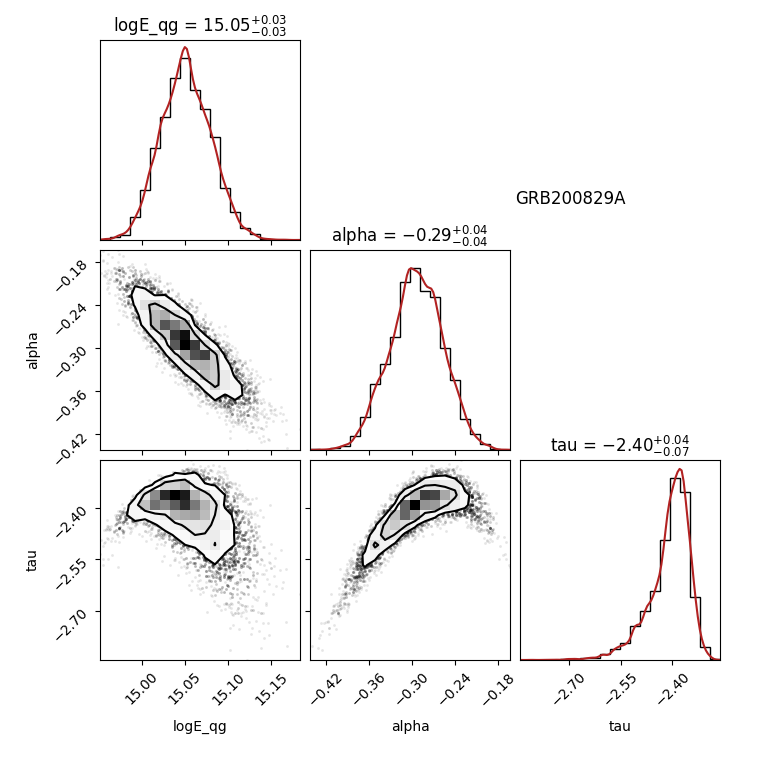 logE_qg = 15.05^{+0.03}_{-0.03}
GRB200829A
alpha = −0.29^{+0.04}_{-0.04}
−0.18
−0.24
−0.30
−0.36
−0.42
alpha
tau = −2.40^{+0.04}_{-0.07}
−2.40
−2.55
−2.70
tau
15.00 15.05 15.10 15.15
−0.42 −0.36 −0.30 −0.24 −0.18
−2.70 −2.55 −2.40
logE_qg alpha tau